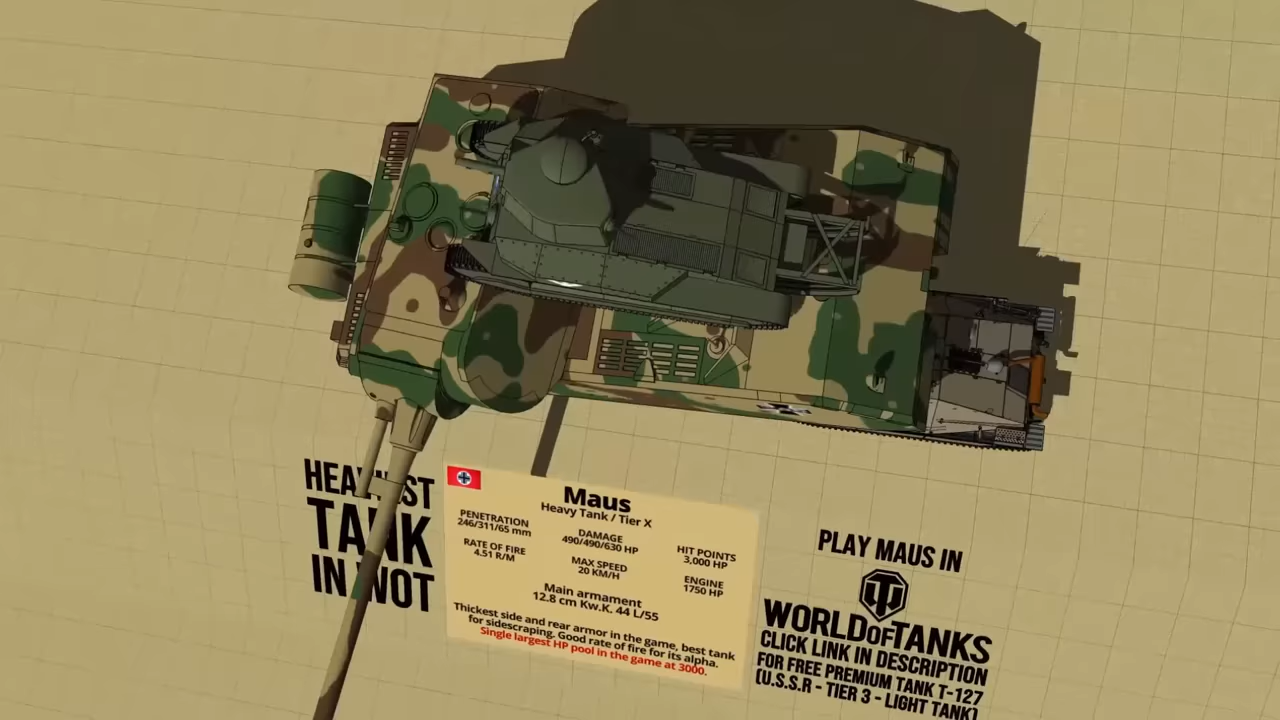 HEAVIEST
TANK
IN WOT
Maus
Heavy Tank / Tier X
PENETRATION
246/311/65 mm
DAMAGE
490/490/630 HP
HIT POINTS
3,000 HP
RATE OF FIRE
4.51 R/M
MAX SPEED
20 KM/H
ENGINE
1750 HP
Main armament
12.8 cm Kw.K. 44 L/55
Thickest side and rear armor in the game, best tank
for sidescraping. Good rate of fire for its alpha.
Single largest HP pool in the game at 3000.
PLAY MAUS IN
WORLD OF TANKS
CLICK LINK IN DESCRIPTION
FOR FREE PREMIUM TANK T-127
(U.S.S.R - TIER 3 - LIGHT TANK)